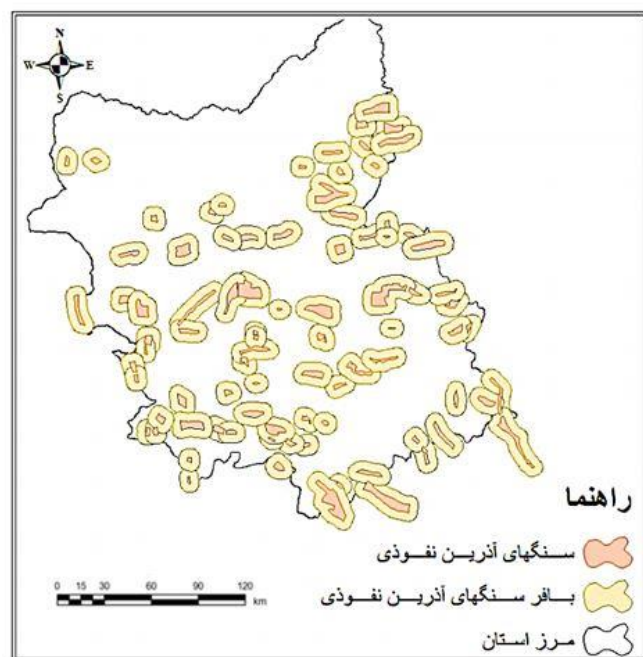 N
W E
S
راهنما
سنگهای آذرین نفوذی
بافر سنگهای آذرین نفوذی
مرز استان
0 15 30 60 90 120
km